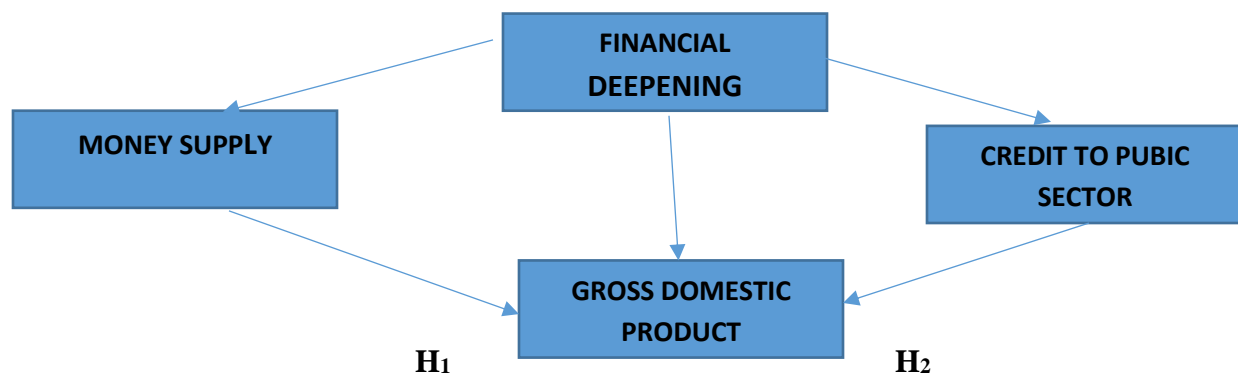 FINANCIAL
DEEPENING
MONEY SUPPLY
CREDIT TO PUBIC
SECTOR
GROSS DOMESTIC
PRODUCT
H1
H2